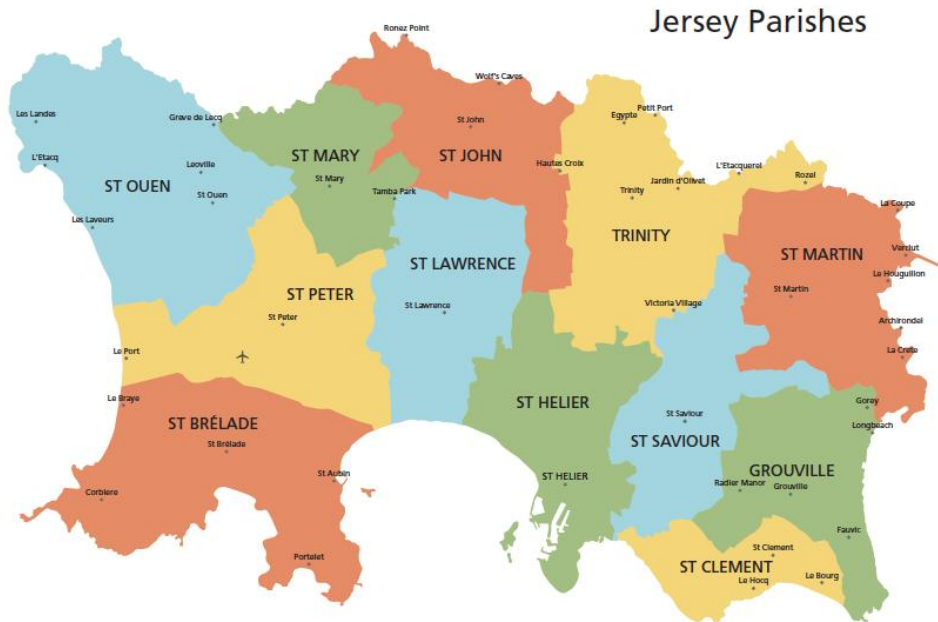 Jersey Parishes
Ronez Point
Wolf's Caves
Les Landes
Greve de Lecq
St John
Egypte
Petit Port
L'Etacq
Leoville
ST MARY
ST JOHN
Hautes Croix
L'Etacquerel
Rozel
ST OUEN
St Ouen
St Mary
Tamba Park
Trinity
Jardin d'Olivet
La Coupe
Les Laveurs
TRINITY
Verclut
ST LAWRENCE
ST MARTIN
Le Houguillon
ST PETER
St Martin
St Peter
St Lawrence
Victoria Village
Archirondel
Le Port
La Crete
Le Braye
ST HELIER
Gorey
ST BRÉLADE
St Saviour
Longbeach
St Brélade
ST SAVIOUR
St Aubin
ST HELIER
GROUVILLE
Radier Manor
Grouville
Corbiere
Fauvic
Portelet
St Clement
ST CLEMENT
Le Hocq
Le Bourg